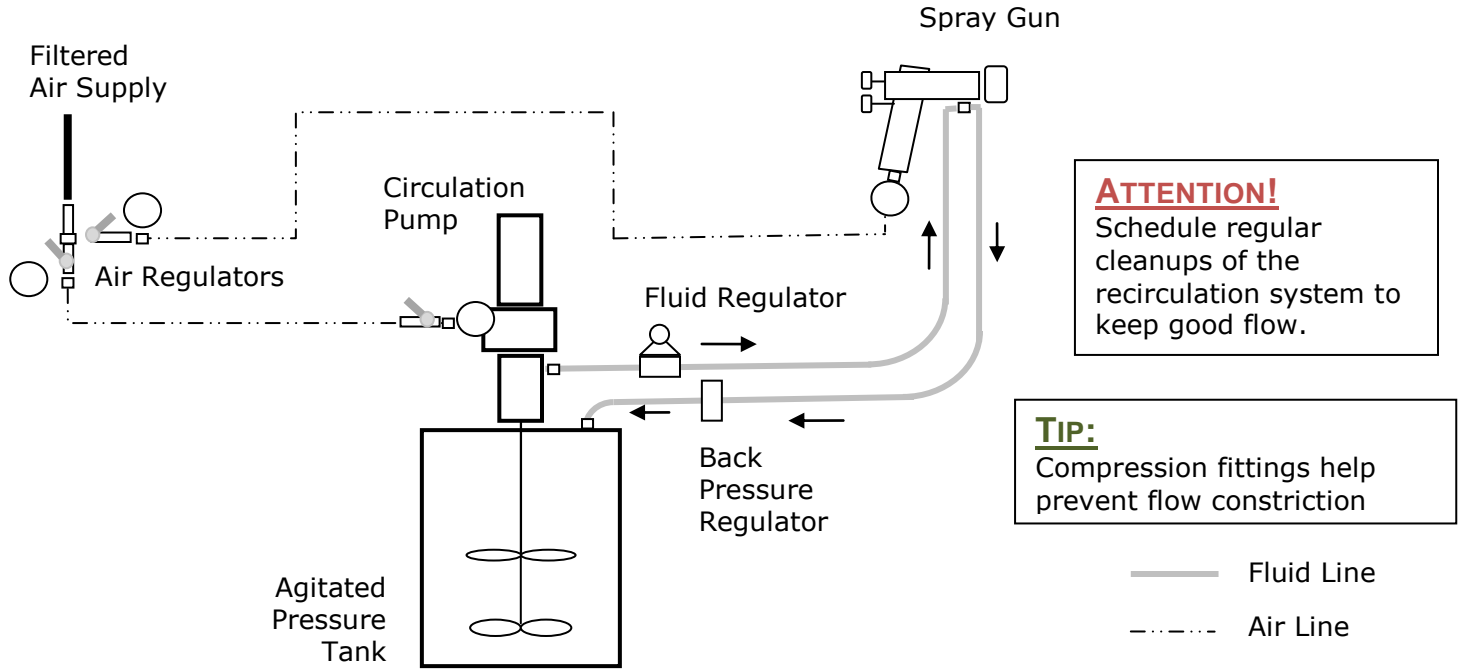 Spray Gun
Filtered
Air Supply
Circulation
Pump
Air Regulators
Fluid Regulator
ATTENTION!
Schedule regular
cleanups of the
recirculation system to
keep good flow.
TIP:
Compression fittings help
prevent flow constriction
Back
Pressure
Regulator
Agitated
Pressure
Tank
Fluid Line
Air Line